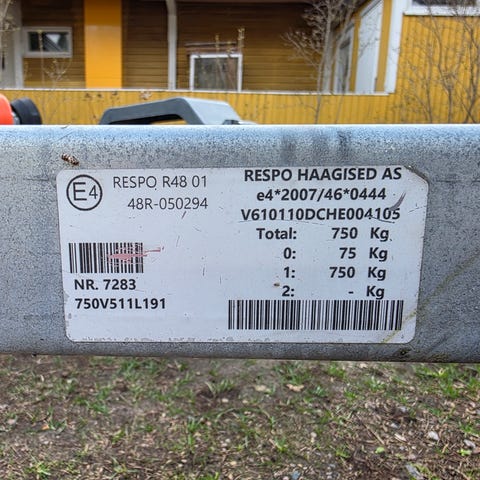 E4
RESPO R48 01
48R-050294
NR. 7283
750V511L191
RESPO HAAGISED AS
e4*2007/46*0444
V610110DCHE004105
Total: 750 Kg
0: 75 Kg
1: 750 Kg
2: - Kg